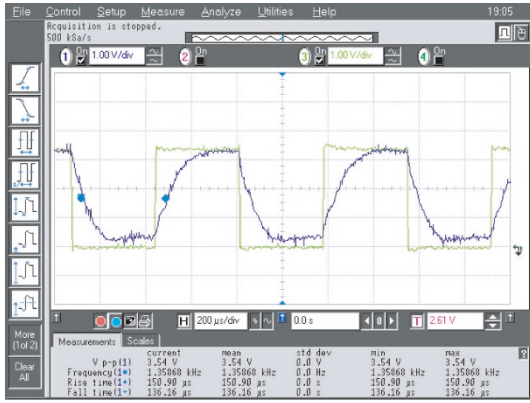 File Control Setup Measure Analyze Utilities Help 19:05
Acquisition is stopped.
500 kSa/s
1 On 1.00 V/div 2 On 3 On 1.00 V/div 4 On
H 200 µs/div 0.0 s 0 T 2.61 V
More
(1of 2)
Clear
All
Measurements Scales
current mean std dev min max
V p-p(1) 3.54 V 3.54 V 0.0 V 3.54 V 3.54 V
Frequency(1) 1.35868 kHz 1.35868 kHz 0.0 Hz 1.35868 kHz 1.35868 kHz
Rise time(1) 150.90 µs 150.90 µs 0.0 s 150.90 µs 150.90 µs
Fall time(1) 136.16 µs 136.16 µs 0.0 s 136.16 µs 136.16 µs
?